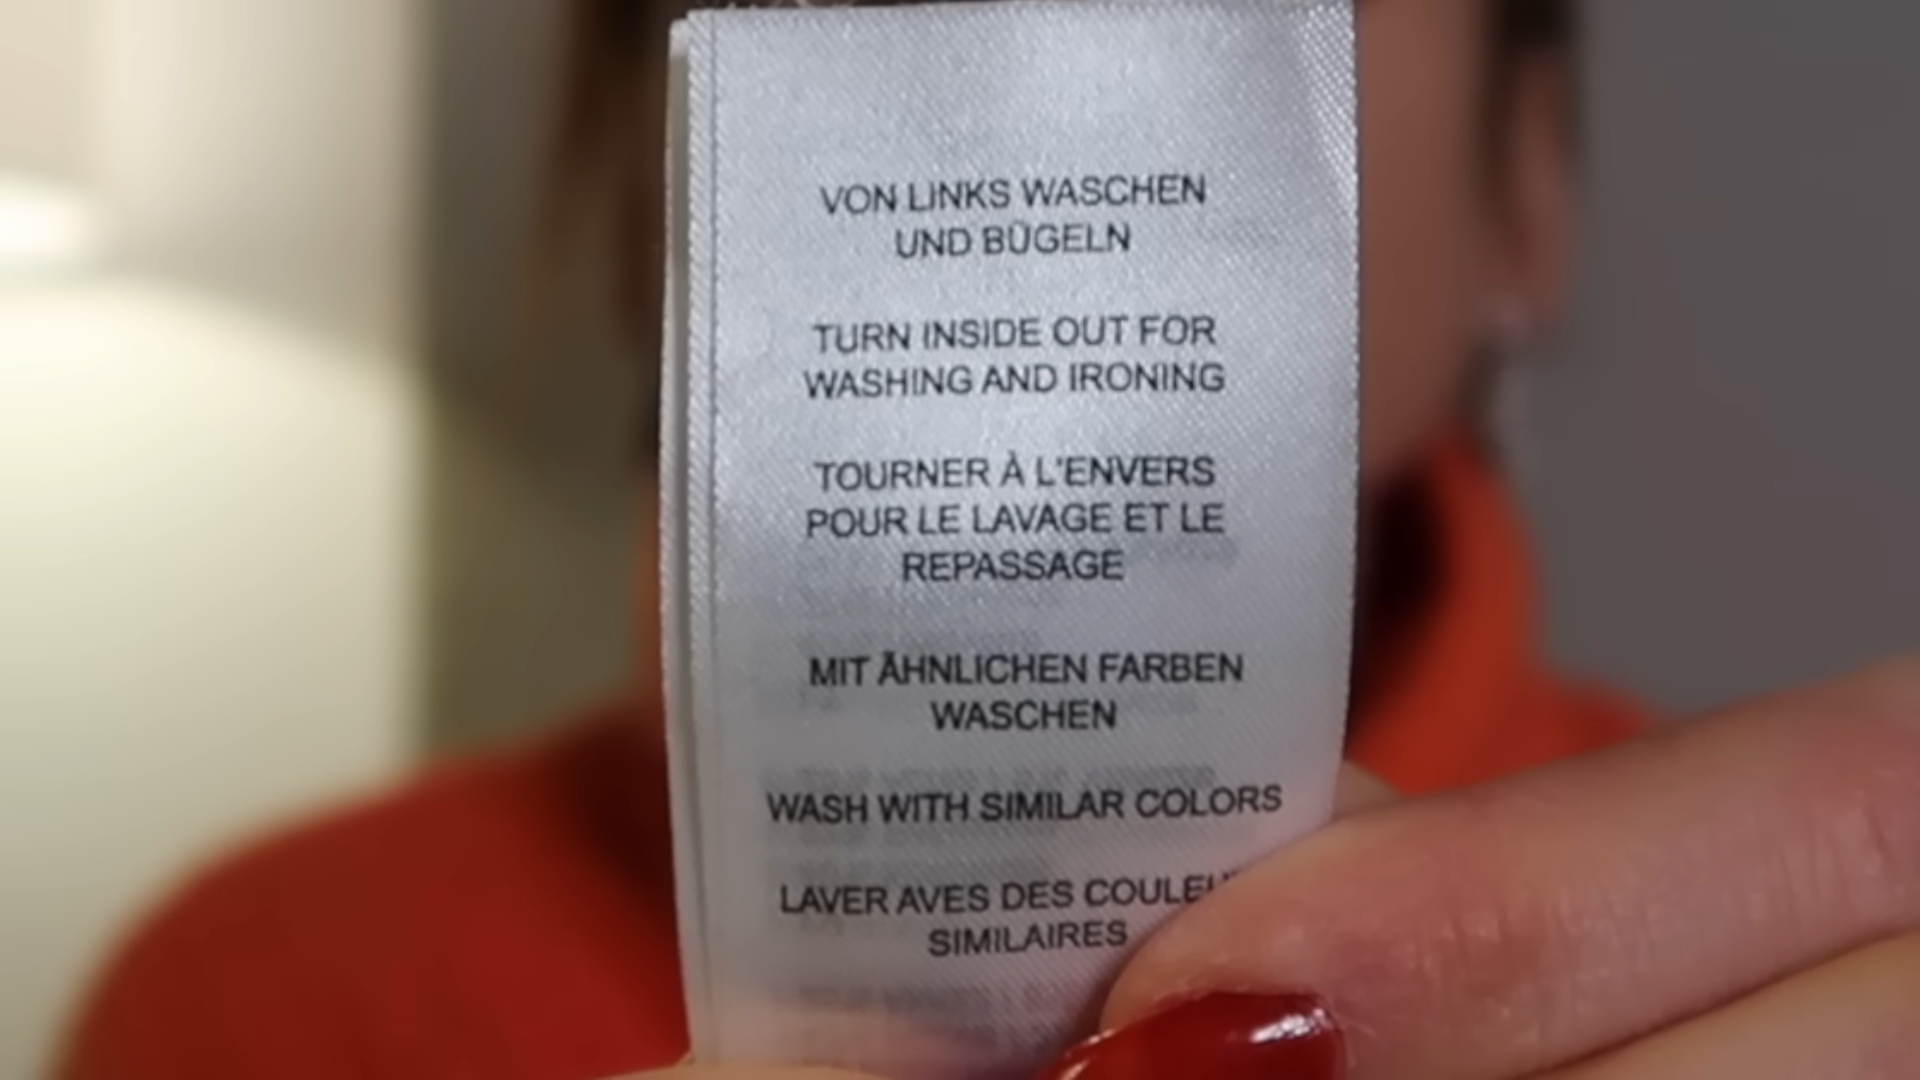 VON LINKS WASCHEN
UND BÜGELN
TURN INSIDE OUT FOR
WASHING AND IRONING
TOURNER À L'ENVERS
POUR LE LAVAGE ET LE
REPASSAGE
MIT ÄHNLICHEN FARBEN
WASCHEN
WASH WITH SIMILAR COLORS
LAVER AVES DES
SIMILAIRES